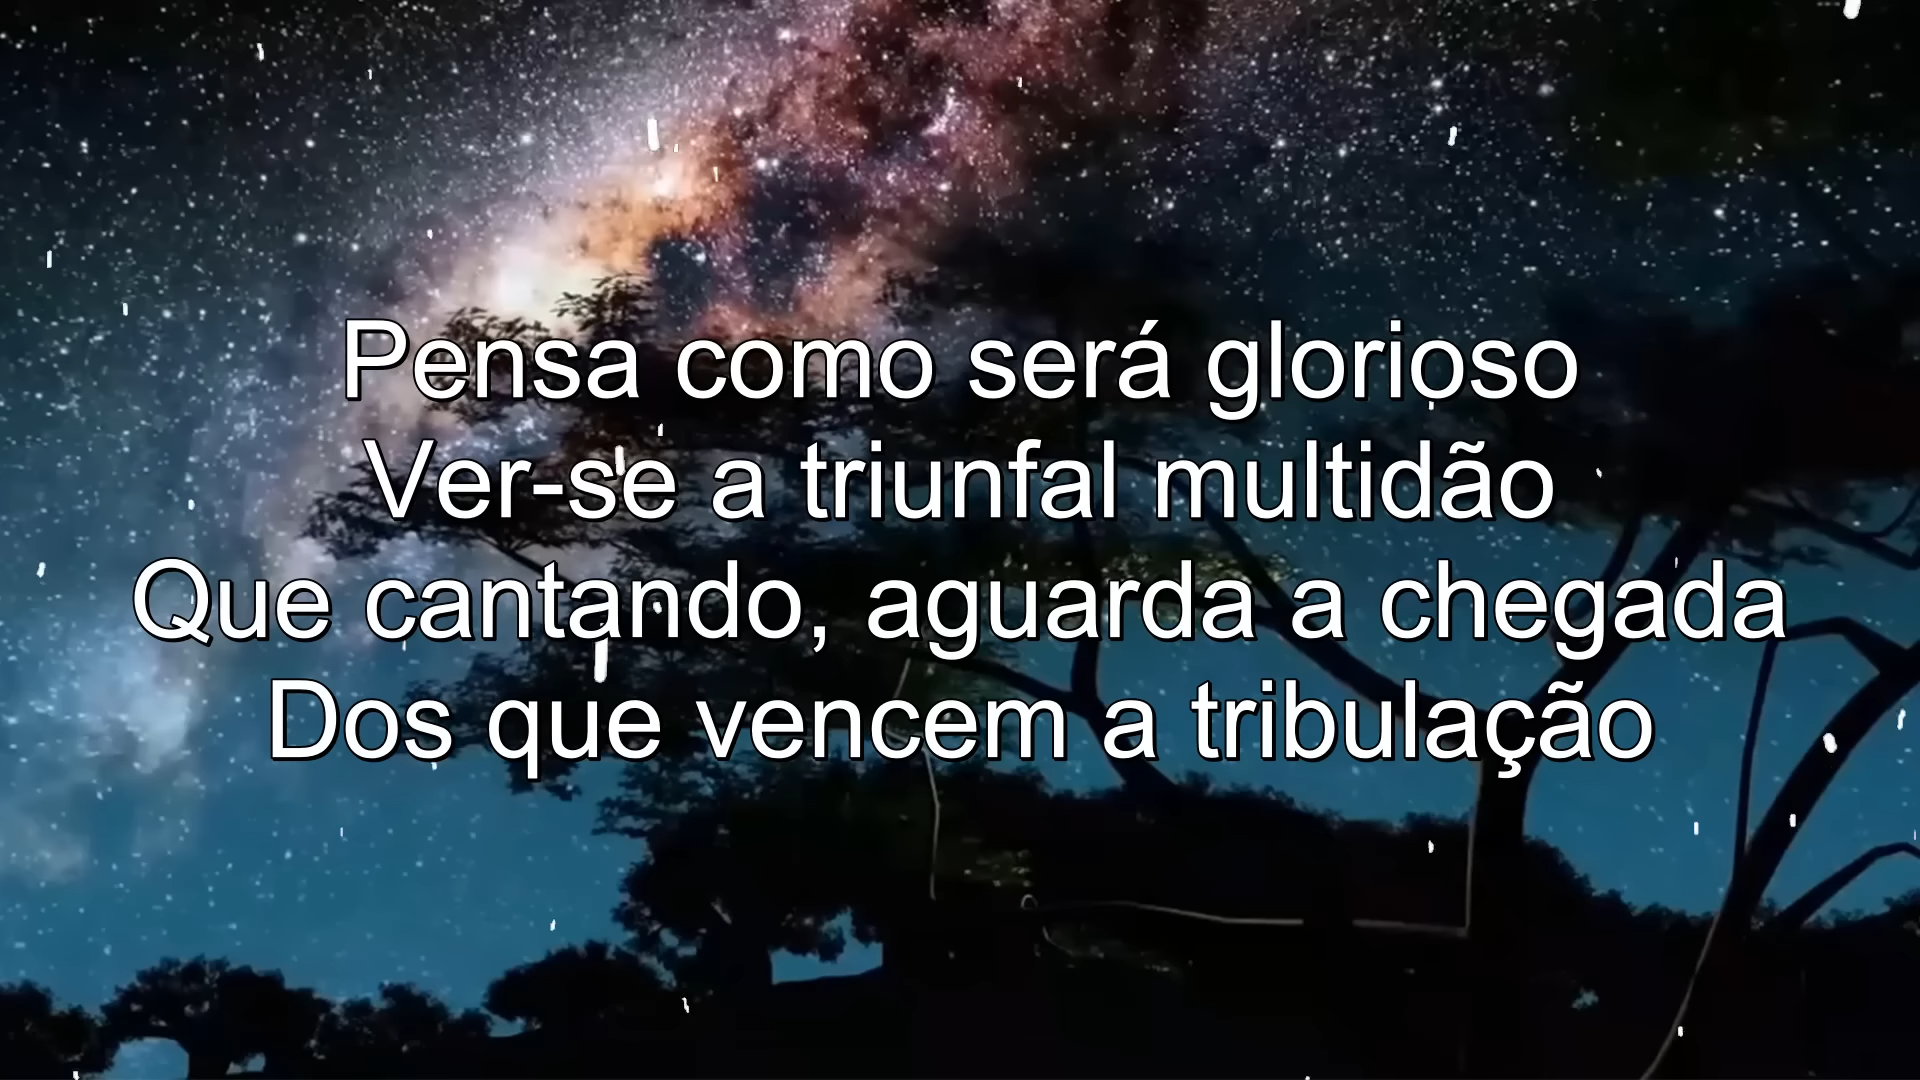 Pensa como será glorioso
Ver-se a triunfal multidão
Que cantando, aguarda a chegada
Dos que vencem a tribulação